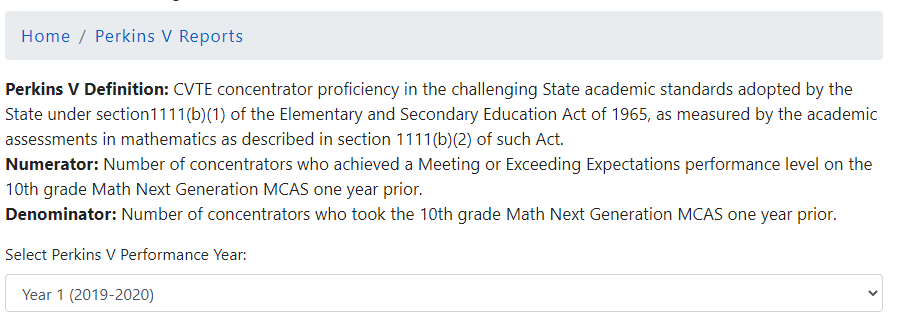 Home / Perkins V Reports
Perkins V Definition: CVTE concentrator proficiency in the challenging State academic standards adopted by the
State under section1111(b)(1) of the Elementary and Secondary Education Act of 1965, as measured by the academic
assessments in mathematics as described in section 1111(b)(2) of such Act.
Numerator: Number of concentrators who achieved a Meeting or Exceeding Expectations performance level on the
10th grade Math Next Generation MCAS one year prior.
Denominator: Number of concentrators who took the 10th grade Math Next Generation MCAS one year prior.
Select Perkins V Performance Year:
Year 1 (2019-2020)